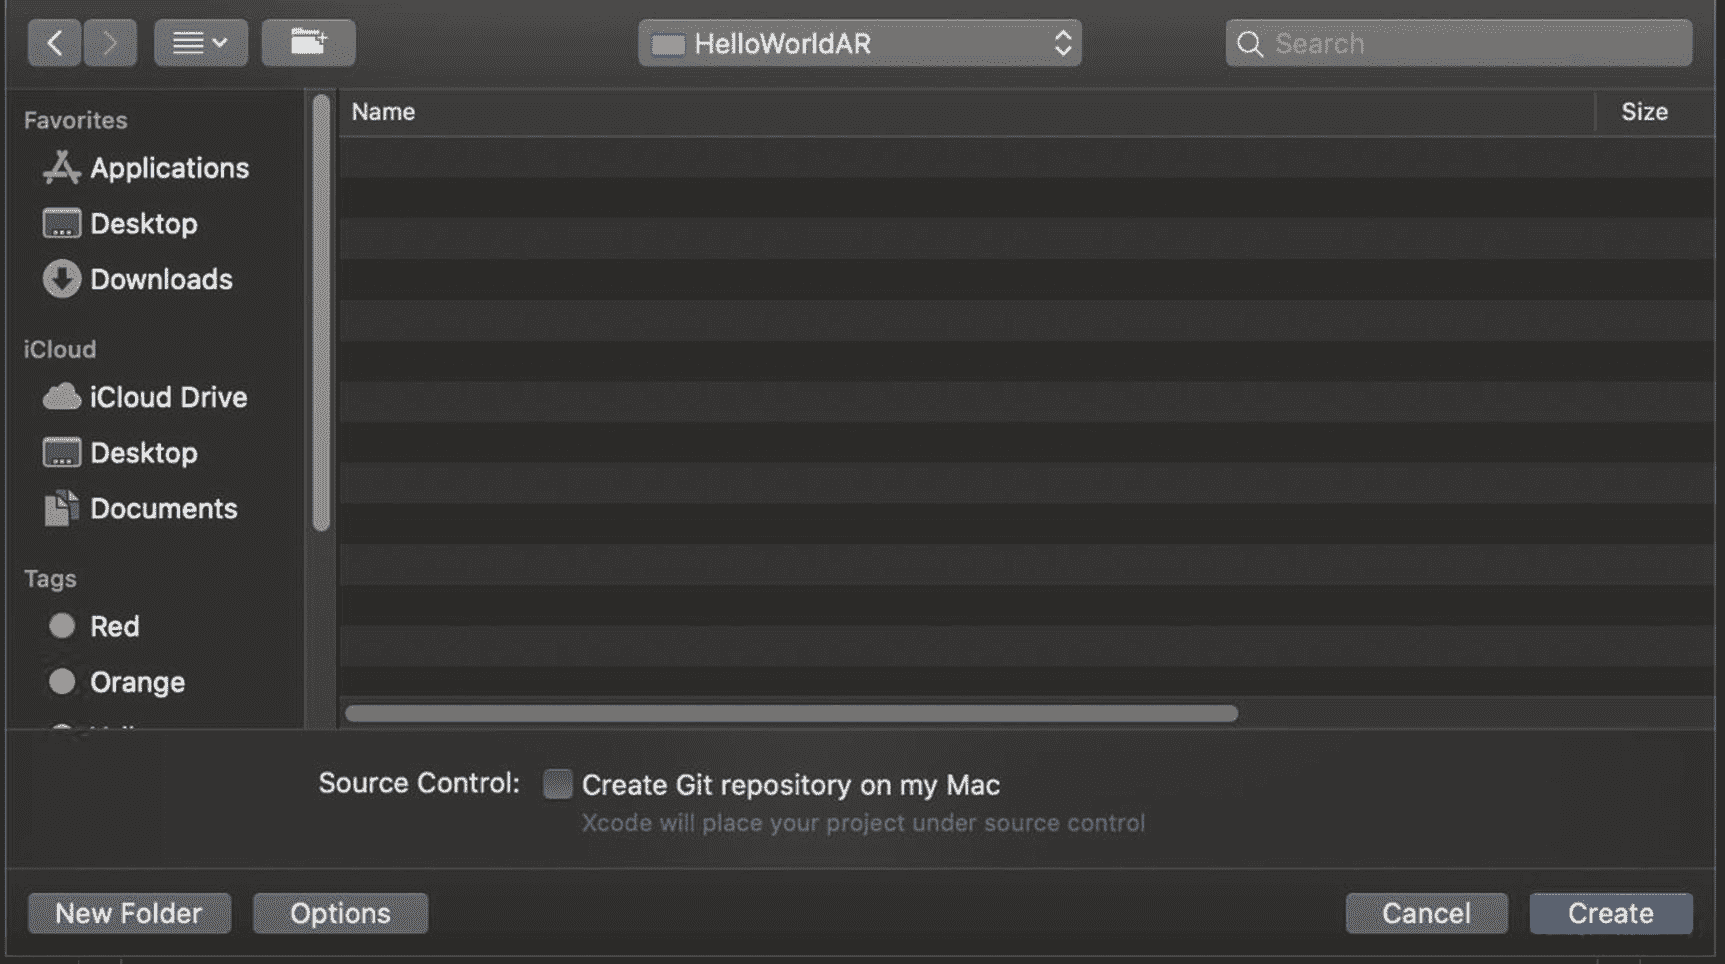 HelloWorldAR
Search
Name
Size
Favorites
Applications
Desktop
Downloads
iCloud
iCloud Drive
Desktop
Documents
Tags
Red
Orange
Source Control:
Create Git repository on my Mac
Xcode will place your project under source control
New Folder
Options
Cancel
Create